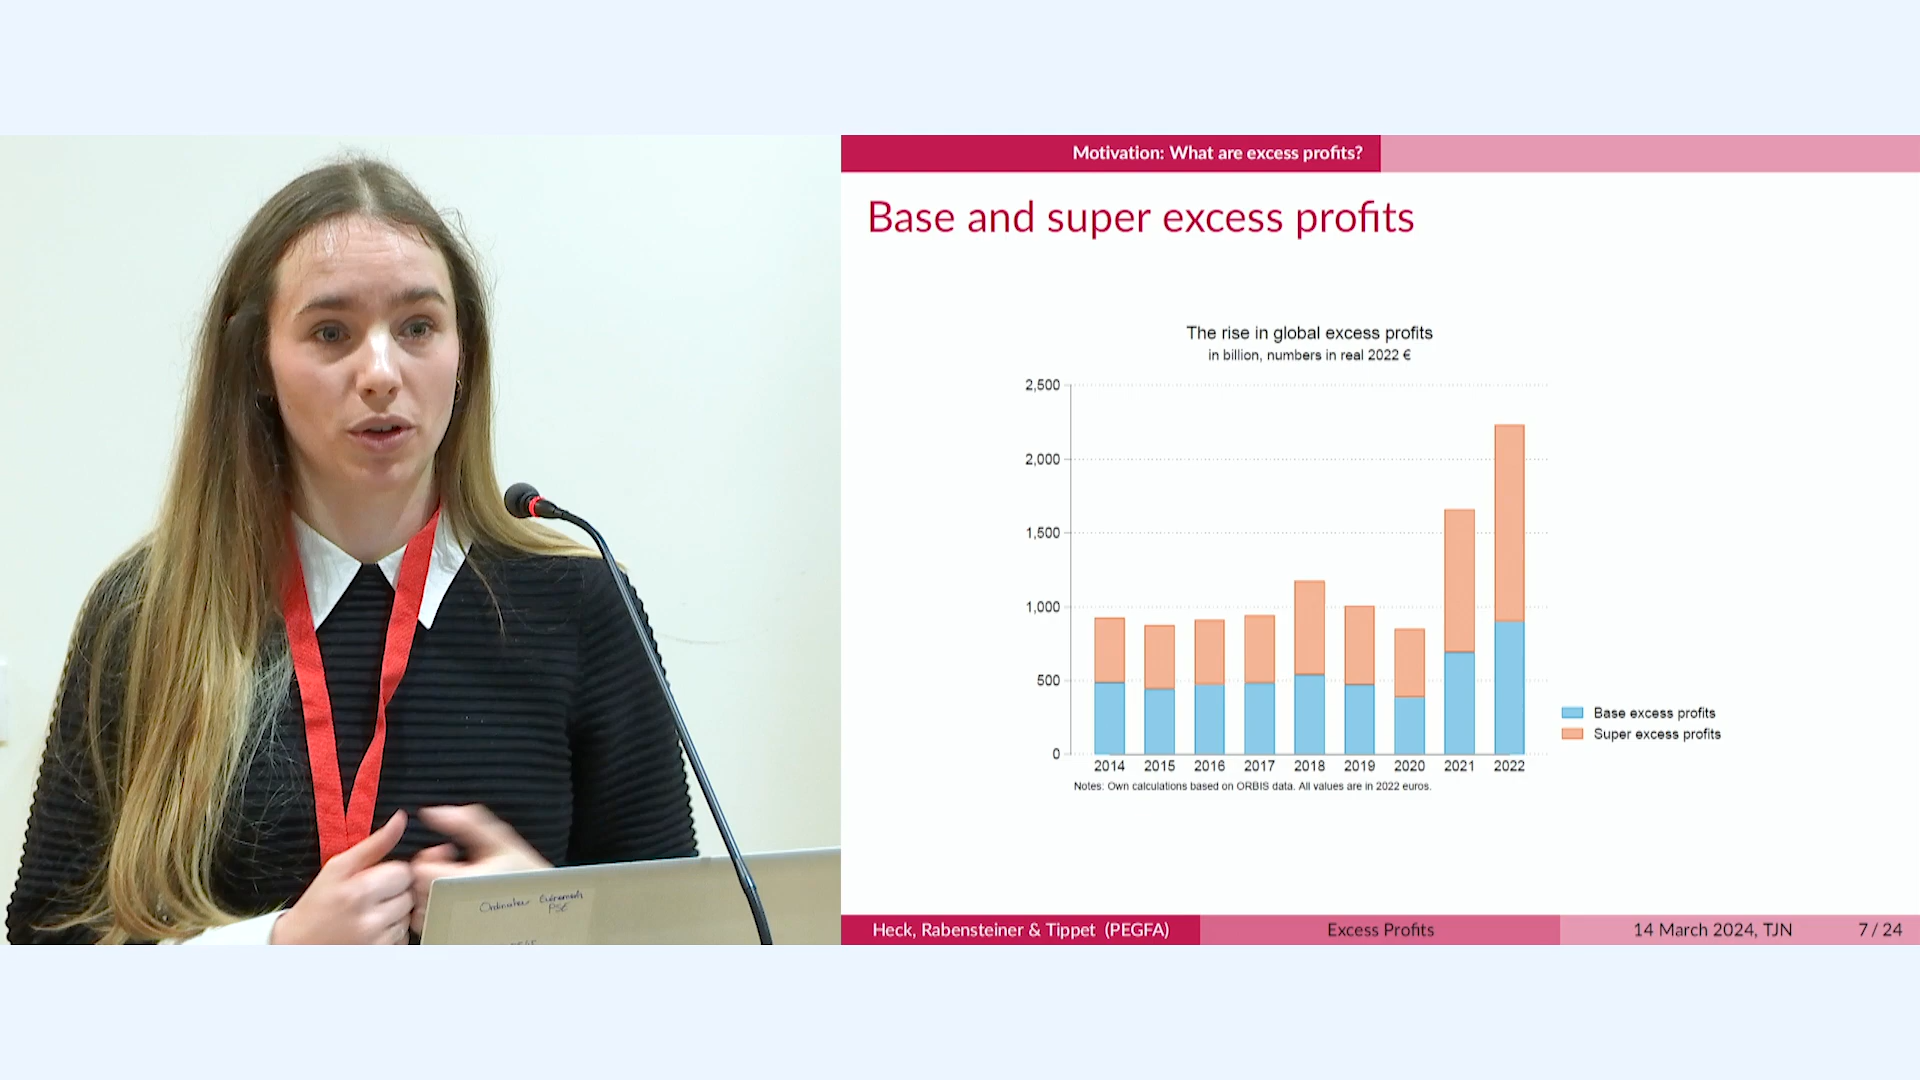 Motivation: What are excess profits?
Base and super excess profits
The rise in global excess profits
in billion, numbers in real 2022 €
2,500
2,000
1,500
1,000
500
0
2014 2015 2016 2017 2018 2019 2020 2021 2022
Base excess profits
Super excess profits
Notes: Own calculations based on ORBIS data. All values are in 2022 euros.
Heck, Rabensteiner & Tippet (PEGFA) Excess Profits 14 March 2024, TJN 7 / 24
Ordinateur Evénements
PSE